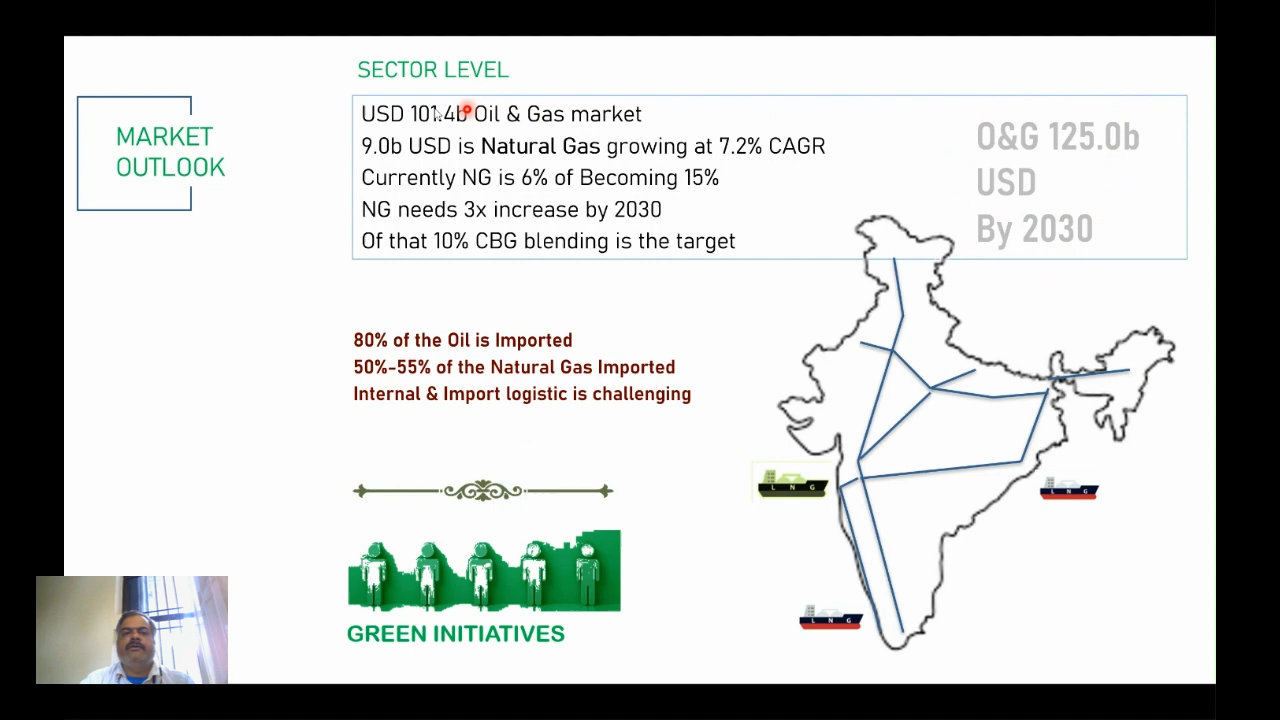 SECTOR LEVEL
MARKET
OUTLOOK
USD 101.4b Oil & Gas market
9.0b USD is Natural Gas growing at 7.2% CAGR
Currently NG is 6% of Becoming 15%
NG needs 3x increase by 2030
Of that 10% CBG blending is the target
O&G 125.0b
USD
By 2030
80% of the Oil is Imported
50%-55% of the Natural Gas Imported
Internal & Import logistic is challenging
L N G
L N G
L N G
GREEN INITIATIVES